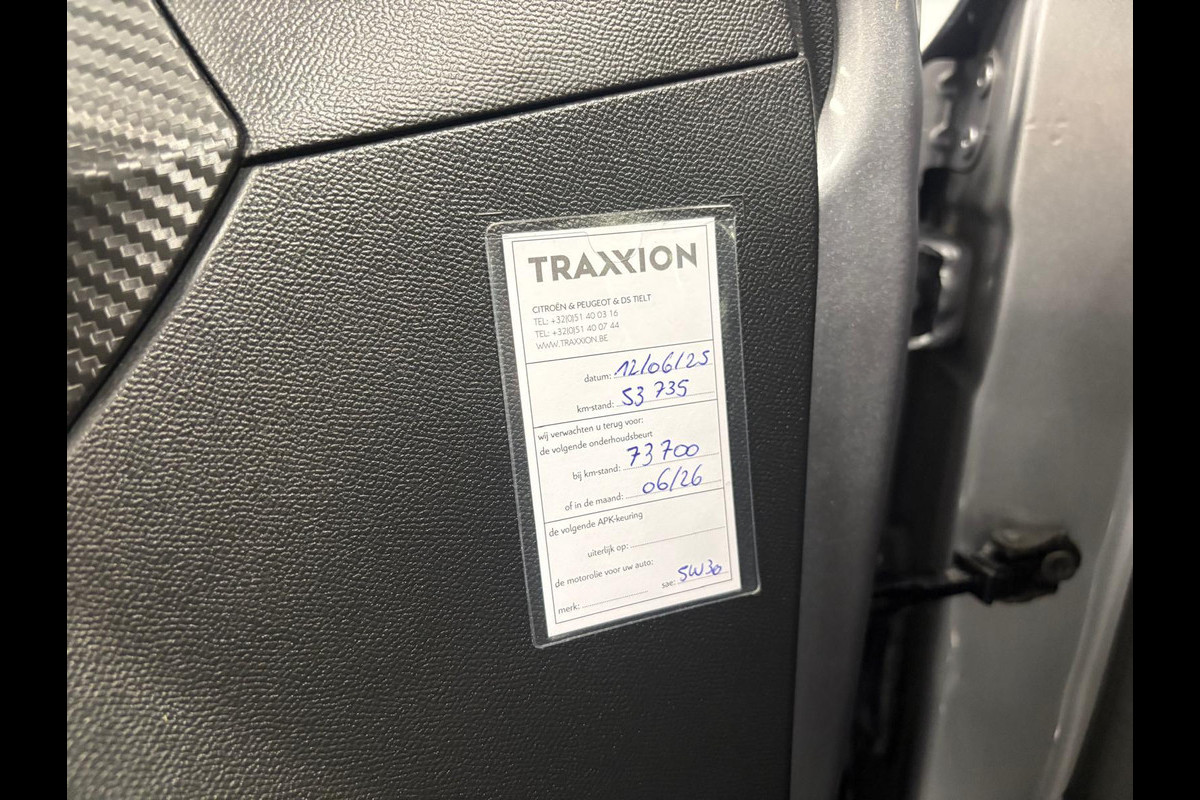 TRAXXION
CITROËN & PEUGEOT & DS TIELT
TEL: +32(0)51 40 03 16
TEL: +32(0)51 40 07 44
WWW.TRAXXION.BE
datum: 12/06/25
km-stand: 53 735
wij verwachten u terug voor:
de volgende onderhoudsbeurt
bij km-stand: 73 700
of in de maand: 06/26
de volgende APK-keuring
uiterlijk op:
de motorolie voor uw auto:
merk: sae: 5W30